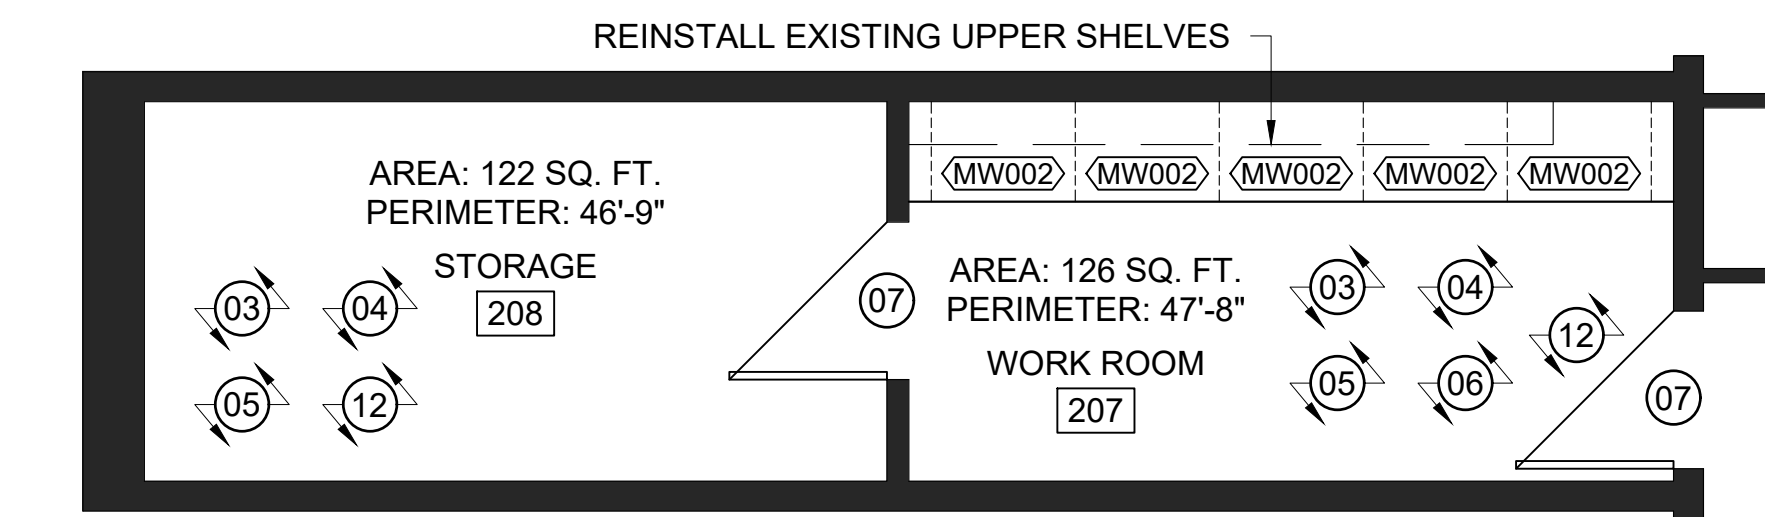 REINSTALL EXISTING UPPER SHELVES
MW002 MW002 MW002 MW002 MW002
AREA: 122 SQ. FT.
PERIMETER: 46'-9"
STORAGE
208
03 04
05 12
07
AREA: 126 SQ. FT.
PERIMETER: 47'-8"
WORK ROOM
207
03 04
12
05 06
07